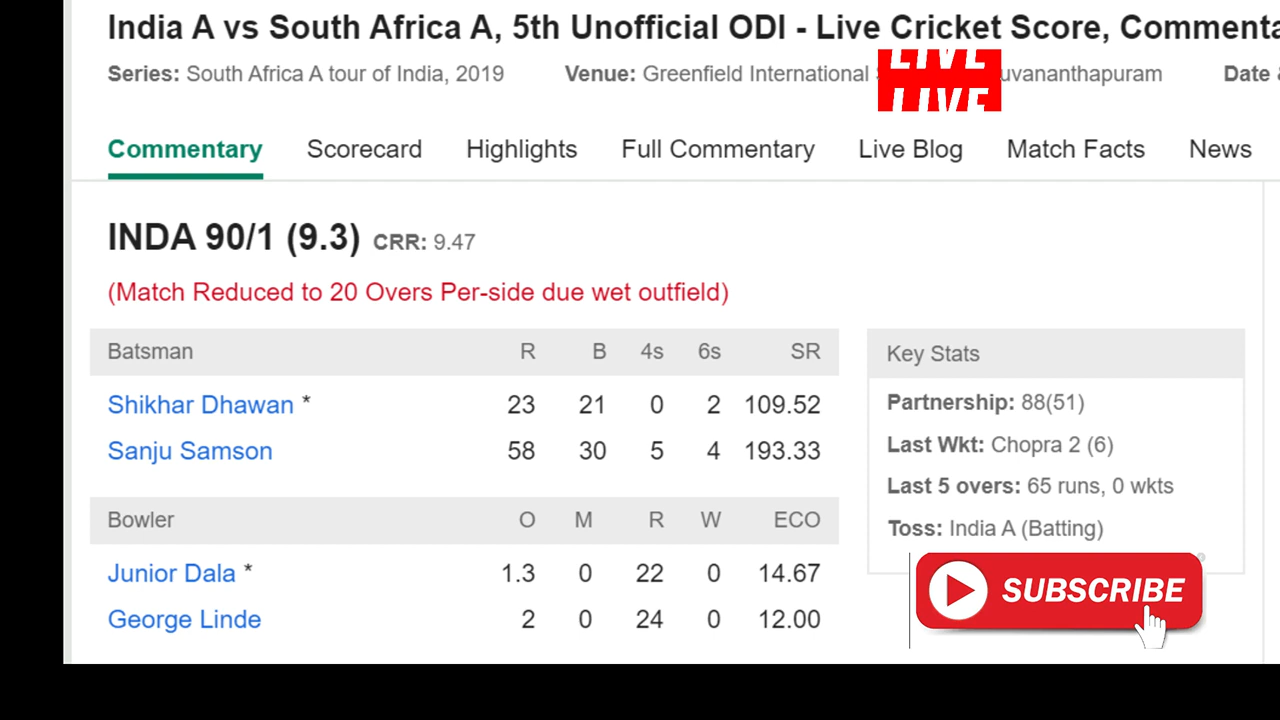 India A vs South Africa A, 5th Unofficial ODI - Live Cricket Score, Commenta
Series: South Africa A tour of India, 2019 Venue: Greenfield International uvananthapuram Date
LIVE
LIVE
Commentary Scorecard Highlights Full Commentary Live Blog Match Facts News
INDA 90/1 (9.3) CRR: 9.47
(Match Reduced to 20 Overs Per-side due wet outfield)
Batsman R B 4s 6s SR
Shikhar Dhawan * 23 21 0 2 109.52
Sanju Samson 58 30 5 4 193.33
Bowler O M R W ECO
Junior Dala * 1.3 0 22 0 14.67
George Linde 2 0 24 0 12.00
Key Stats
Partnership: 88(51)
Last Wkt: Chopra 2 (6)
Last 5 overs: 65 runs, 0 wkts
Toss: India A (Batting)
SUBSCRIBE